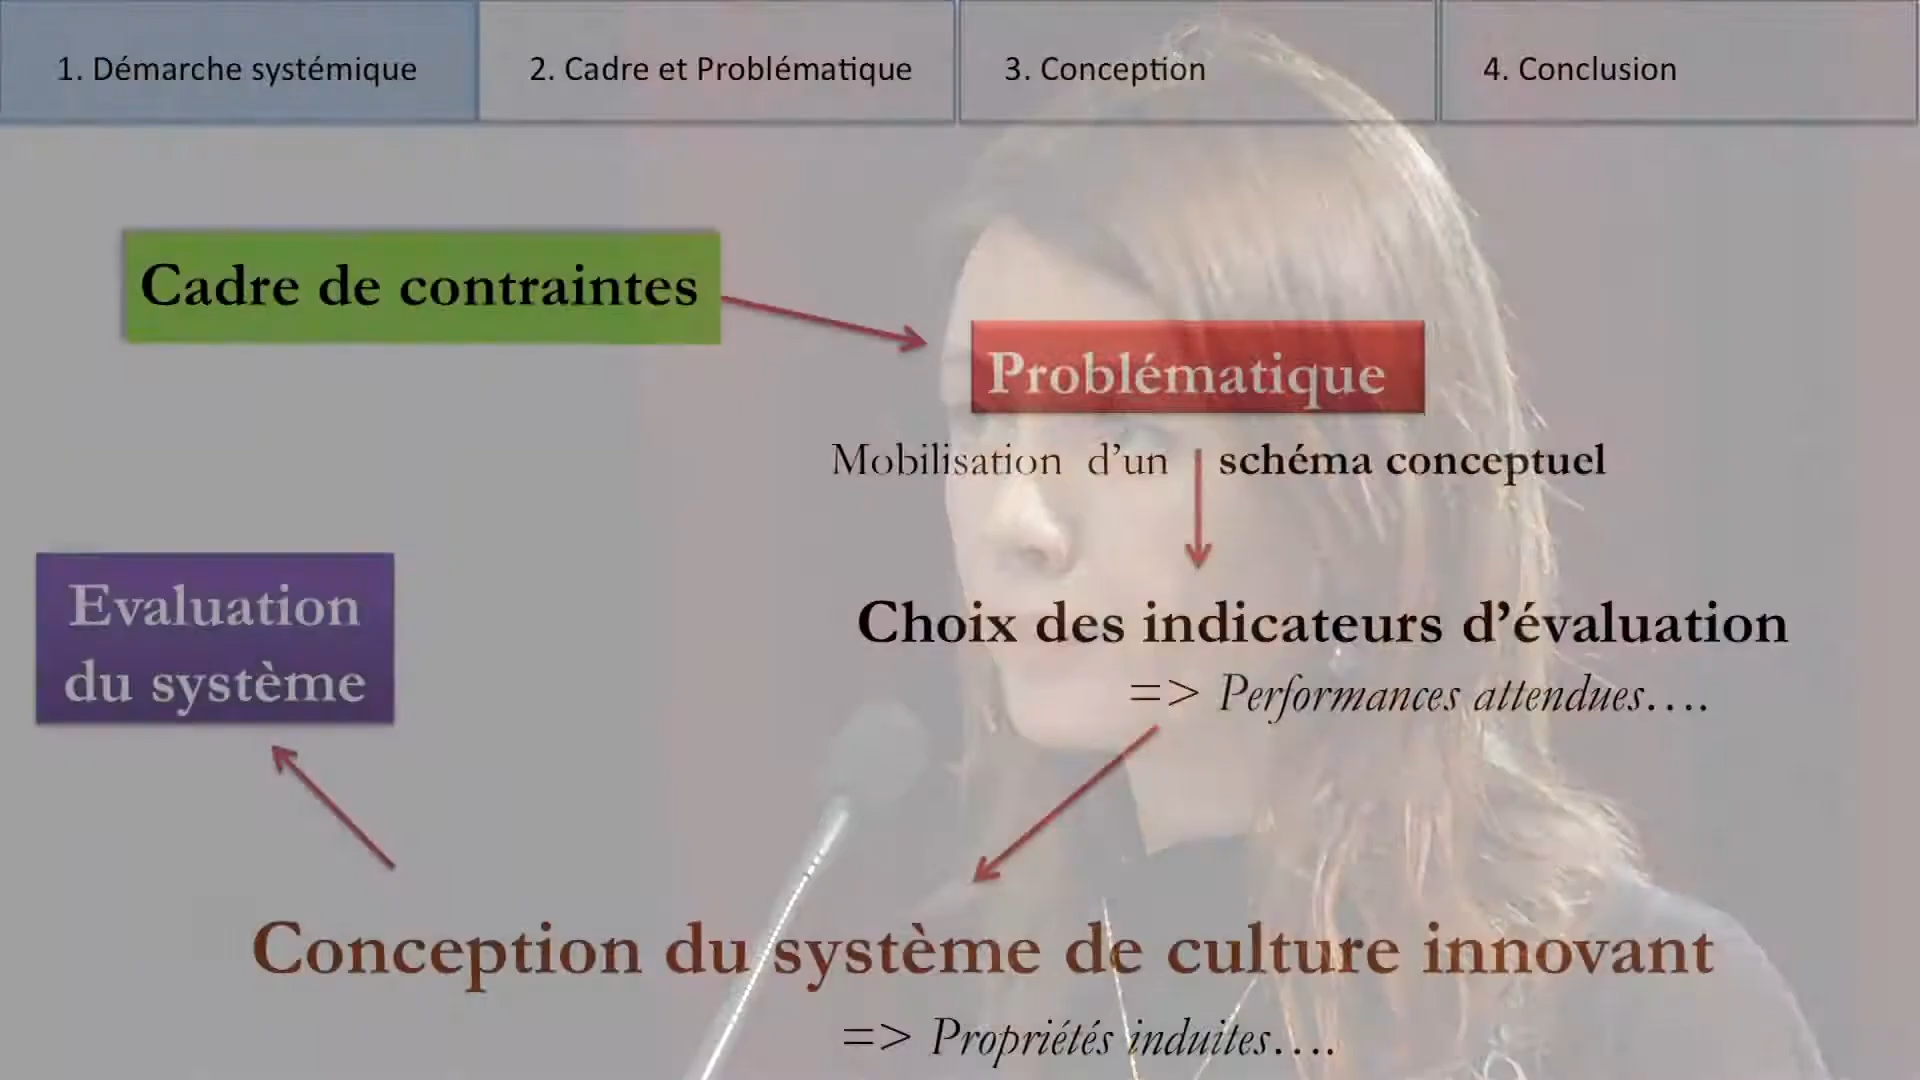 1. Démarche systémique
2. Cadre et Problématique
3. Conception
4. Conclusion
Cadre de contraintes
Problématique
Mobilisation d’un schéma conceptuel
Evaluation
du système
Choix des indicateurs d’évaluation
=> Performances attendues....
Conception du système de culture innovant
=> Propriétés induites....